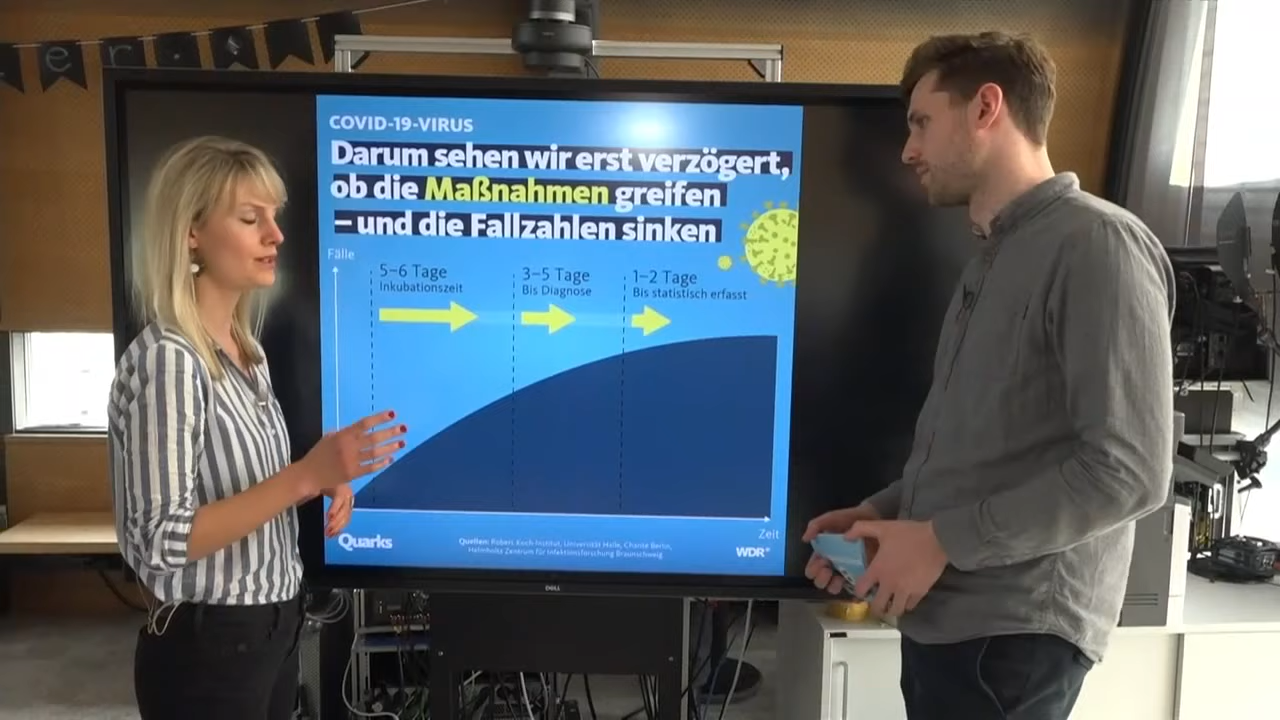 COVID-19-VIRUS
Darum sehen wir erst verzögert,
ob die Maßnahmen greifen
– und die Fallzahlen sinken
Fälle
5–6 Tage
Inkubationszeit
3–5 Tage
Bis Diagnose
1–2 Tage
Bis statistisch erfasst
Zeit
Quarks
Quellen: Robert Koch-Institut, Universität Halle, Charité Berlin,
Helmholtz Zentrum für Infektionsforschung Braunschweig
WDR
DELL